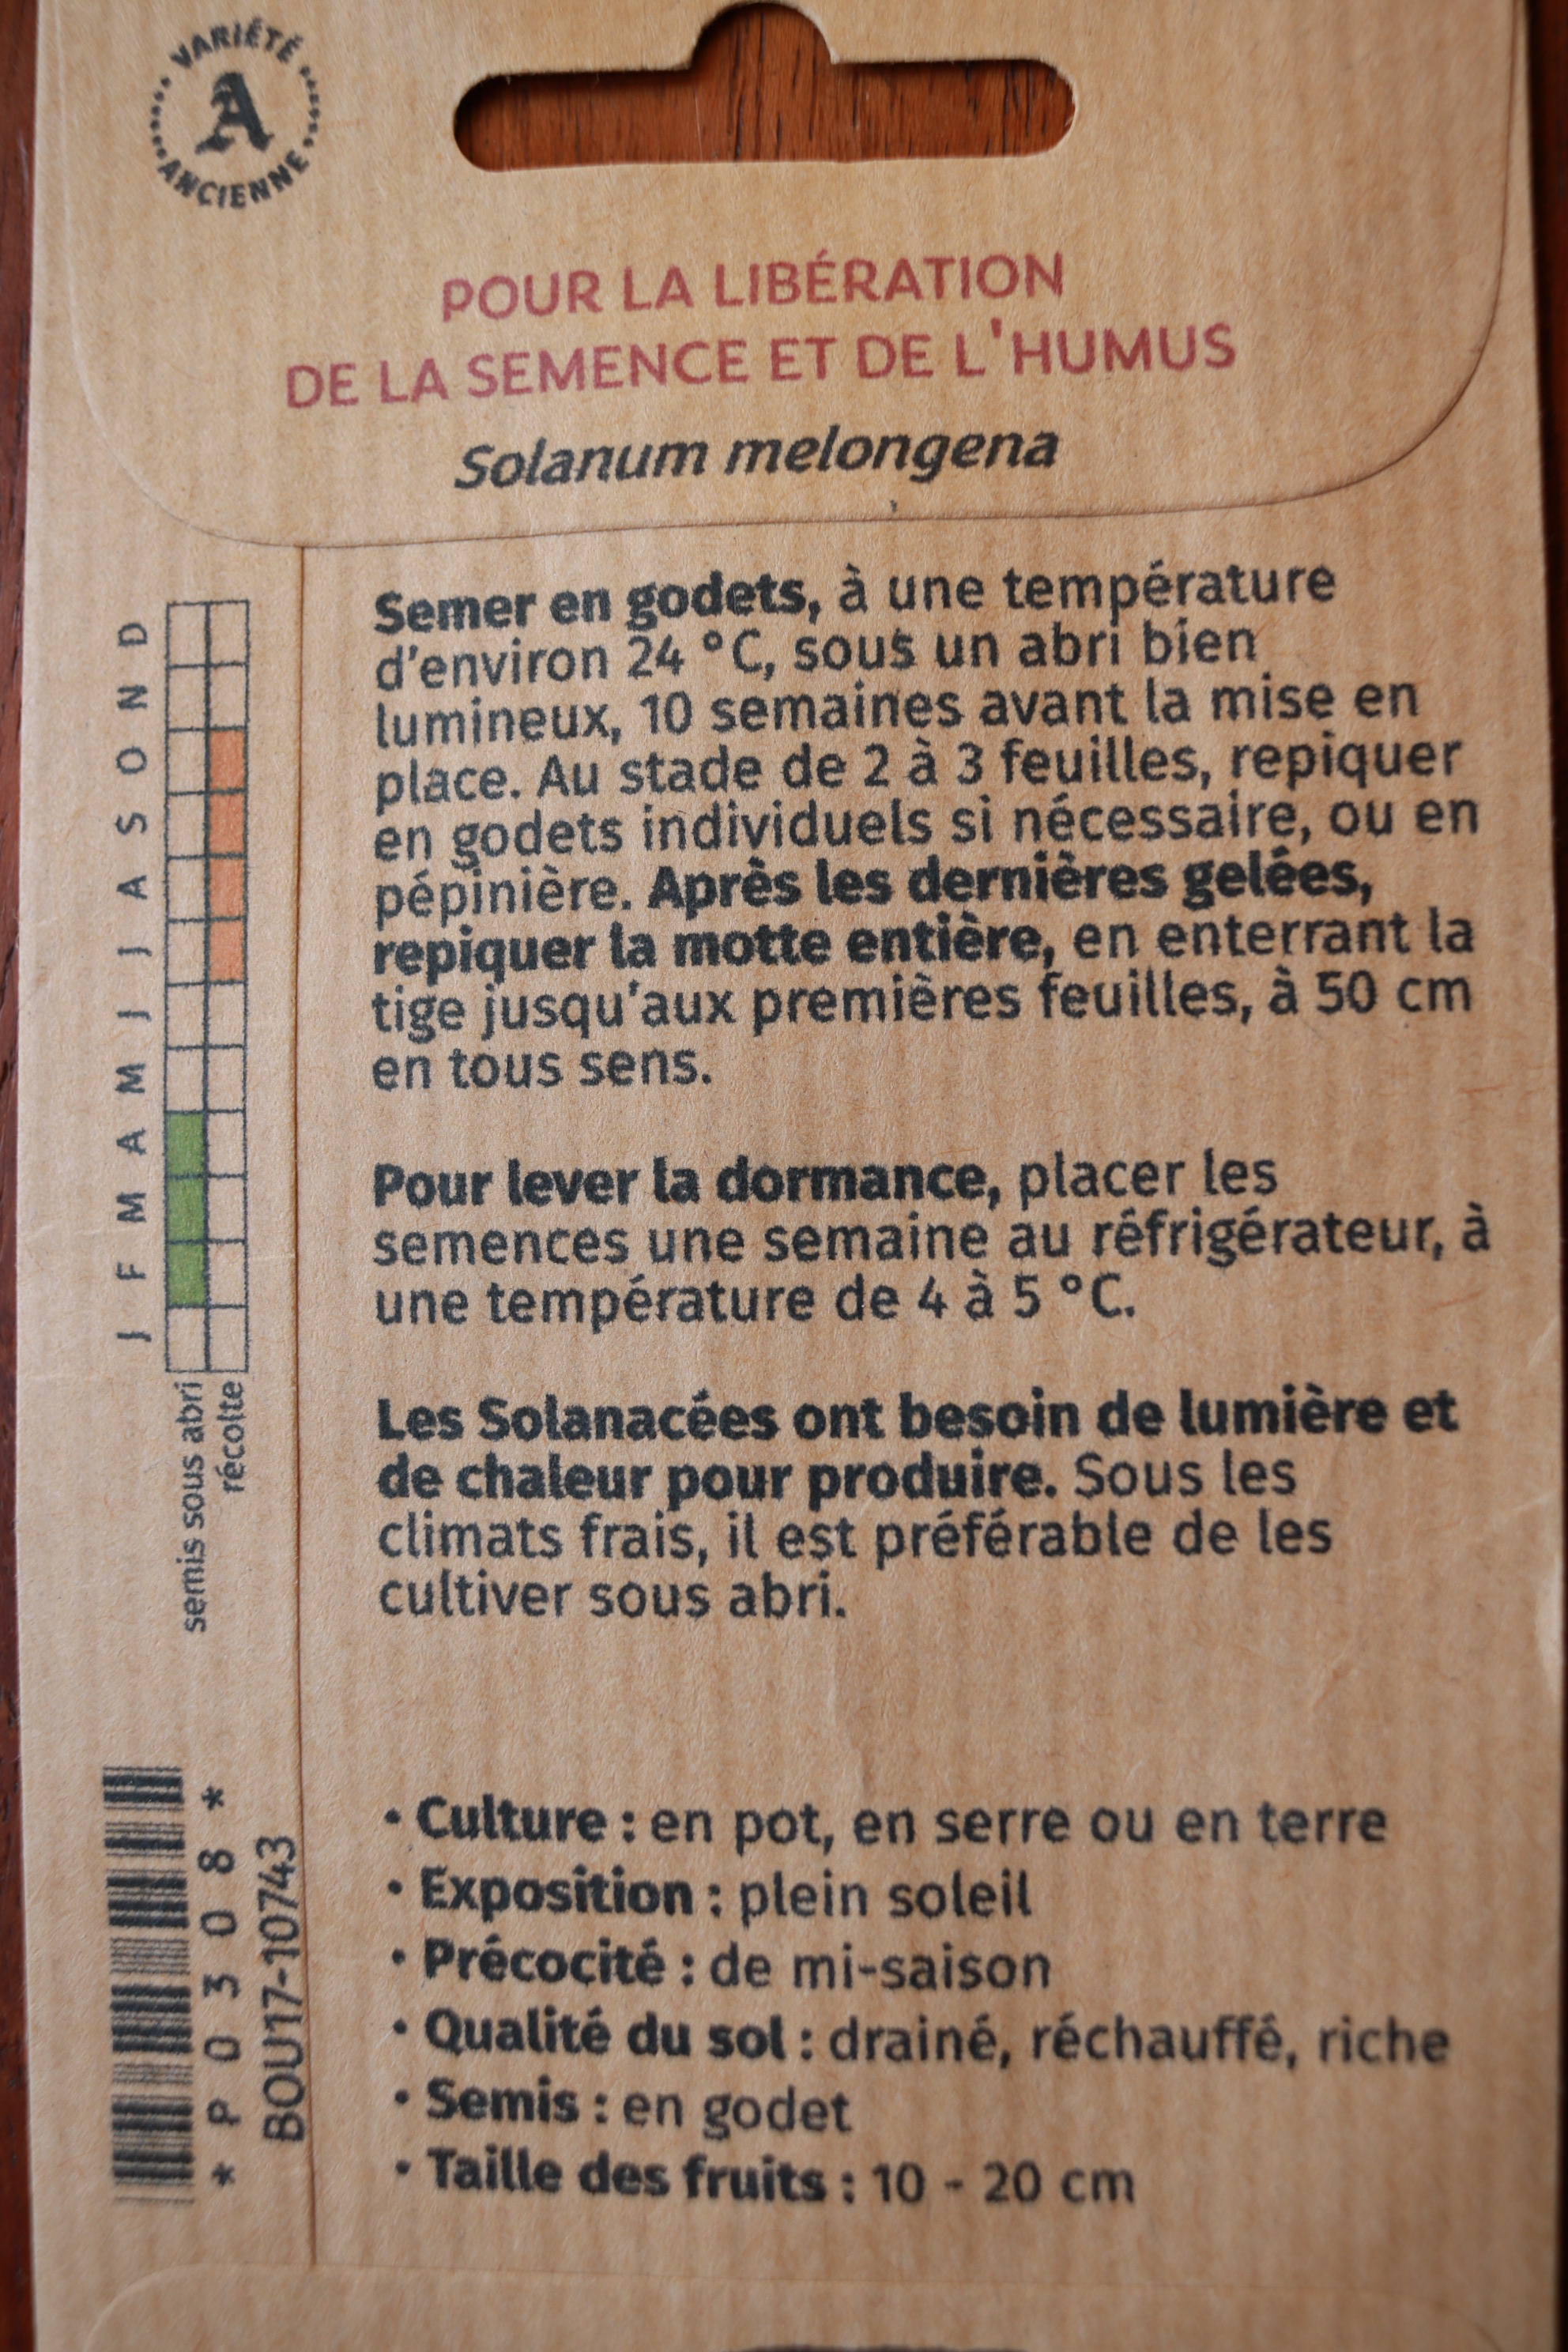 VARIÉTÉ
A
ANCIENNE
POUR LA LIBÉRATION
DE LA SEMENCE ET DE L'HUMUS
Solanum melongena
Semer en godets, à une température
d'environ 24 °C, sous un abri bien
lumineux, 10 semaines avant la mise en
place. Au stade de 2 à 3 feuilles, repiquer
en godets individuels si nécessaire, ou en
pépinière. Après les dernières gelées,
repiquer la motte entière, en enterrant la
tige jusqu'aux premières feuilles, à 50 cm
en tous sens.
Pour lever la dormance, placer les
semences une semaine au réfrigérateur, à
une température de 4 à 5 °C.
Les Solanacées ont besoin de lumière et
de chaleur pour produire. Sous les
climats frais, il est préférable de les
cultiver sous abri.
• Culture : en pot, en serre ou en terre
• Exposition : plein soleil
• Précocité : de mi-saison
• Qualité du sol : drainé, réchauffé, riche
• Semis : en godet
• Taille des fruits : 10 - 20 cm
J F M A M J J A S O N D
semis sous abri
récolte
* P 0 3 0 8 *
BOU17-10743